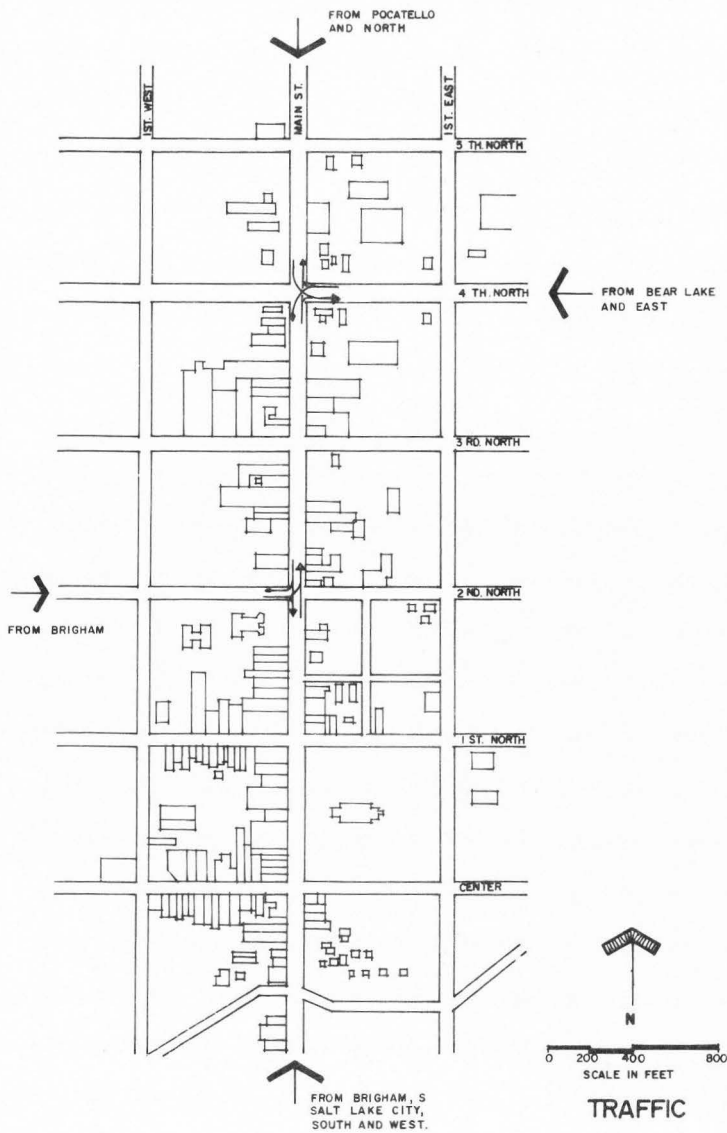 FROM POCATELLO
AND NORTH
1ST. WEST
MAIN ST.
1ST. EAST
5 TH. NORTH
4 TH. NORTH
FROM BEAR LAKE
AND EAST
3 RD. NORTH
2 ND. NORTH
FROM BRIGHAM
1 ST. NORTH
CENTER
N
0 200 400 800
SCALE IN FEET
TRAFFIC
FROM BRIGHAM, S
SALT LAKE CITY,
SOUTH AND WEST.